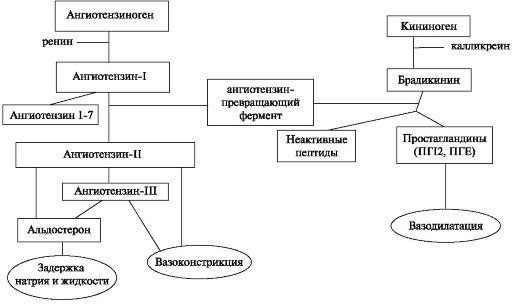 Ангиотензиноген
Кининоген
ренин
калликреин
Ангиотензин-I
Брадикинин
ангиотензин-
превращающий
фермент
Ангиотензин 1-7
Неактивные
пептиды
Простагландины
(ПГI2, ПГЕ)
Ангиотензин-II
Ангиотензин-III
Альдостерон
Вазодилатация
Вазоконстрикция
Задержка
натрия и жидкости